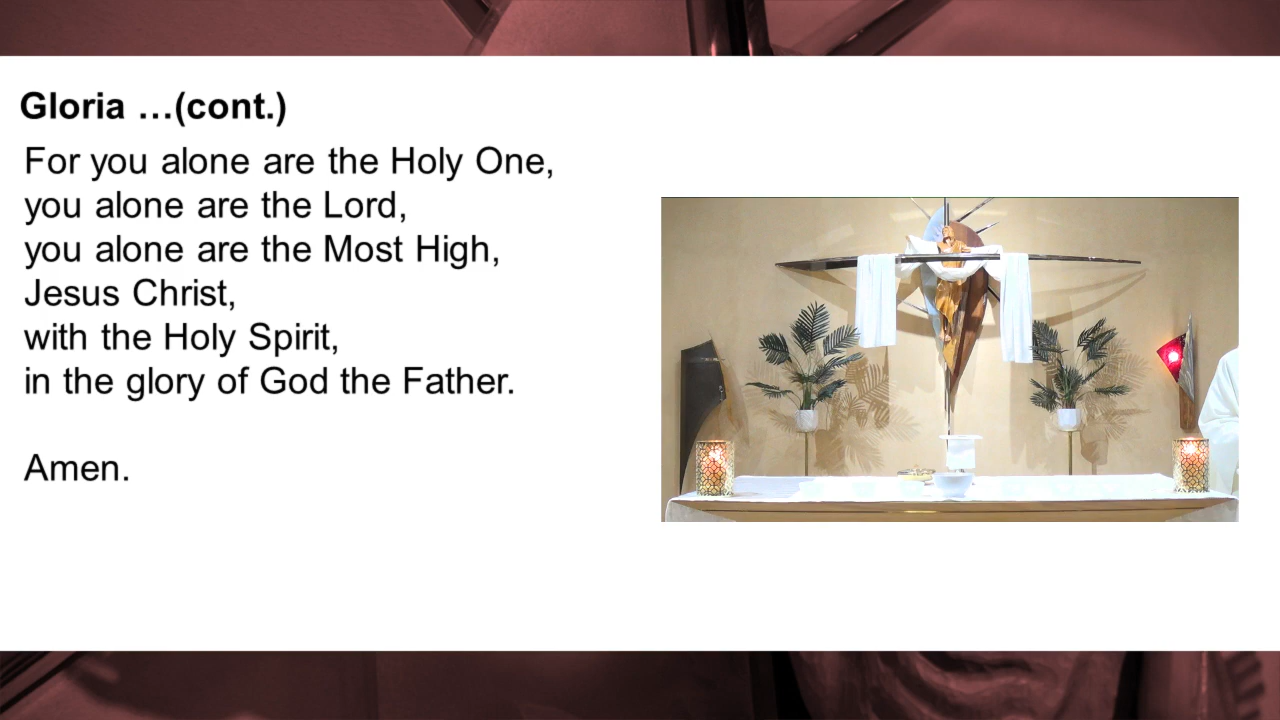 Gloria …(cont.)
For you alone are the Holy One,
you alone are the Lord,
you alone are the Most High,
Jesus Christ,
with the Holy Spirit,
in the glory of God the Father.
Amen.